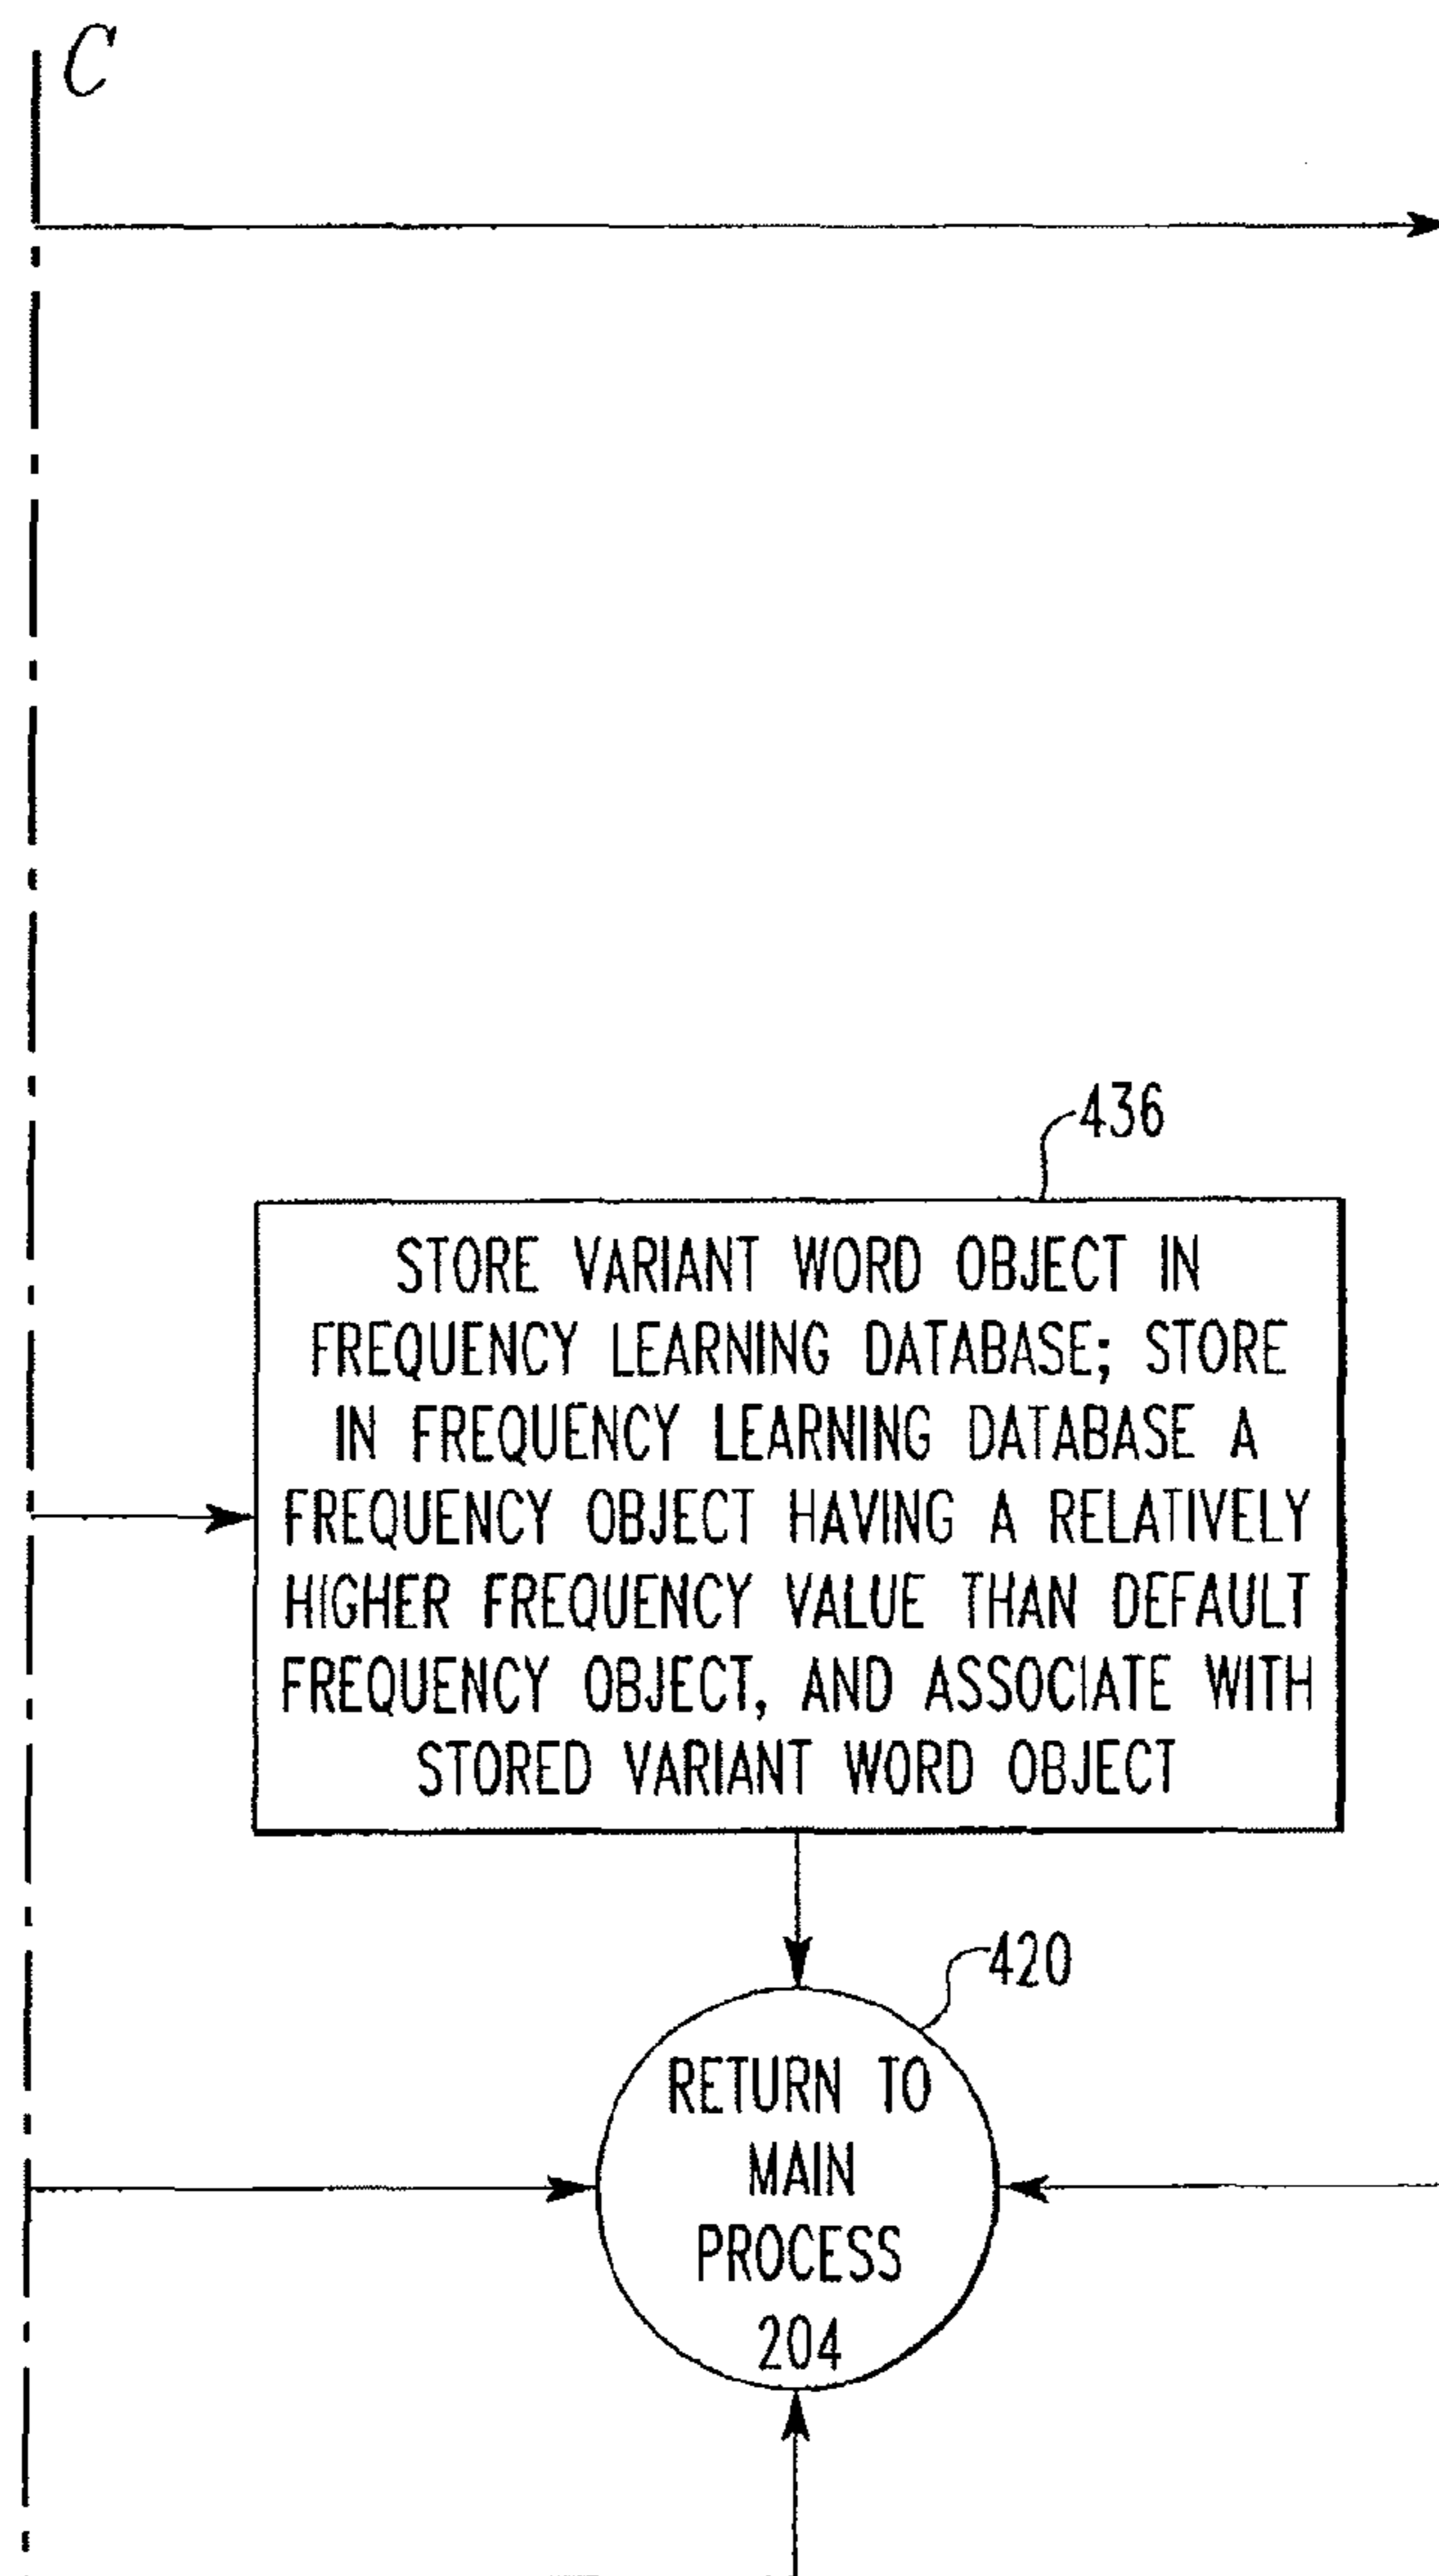 C
436
STORE VARIANT WORD OBJECT IN
FREQUENCY LEARNING DATABASE; STORE
IN FREQUENCY LEARNING DATABASE A
FREQUENCY OBJECT HAVING A RELATIVELY
HIGHER FREQUENCY VALUE THAN DEFAULT
FREQUENCY OBJECT, AND ASSOCIATE WITH
STORED VARIANT WORD OBJECT
420
RETURN TO
MAIN
PROCESS
204